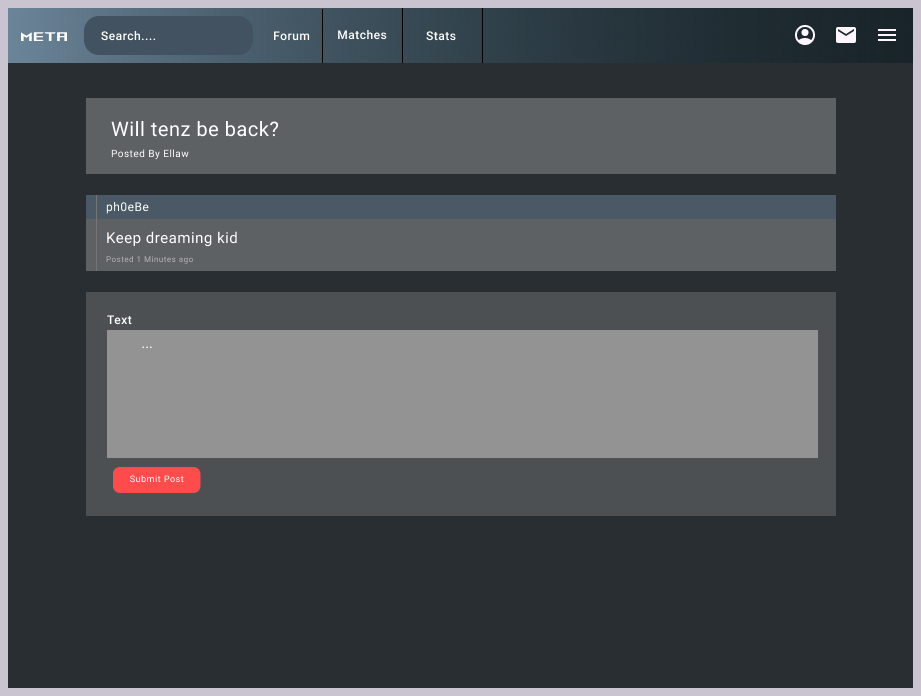 META
Search....
Forum
Matches
Stats
Will tenz be back?
Posted By Ellaw
ph0eBe
Keep dreaming kid
Posted 1 Minutes ago
Text
...
Submit Post